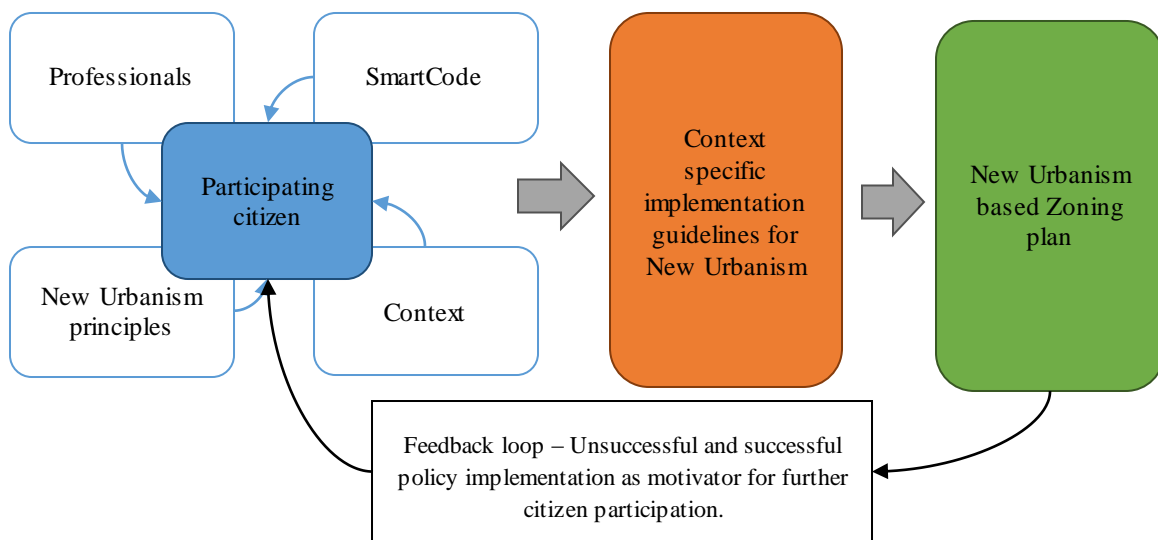 Professionals
SmartCode
Participating
citizen
New Urbanism
principles
Context
Context
specific
implementation
guidelines for
New Urbanism
New Urbanism
based Zoning
plan
Feedback loop – Unsuccessful and successful
policy implementation as motivator for further
citizen participation.